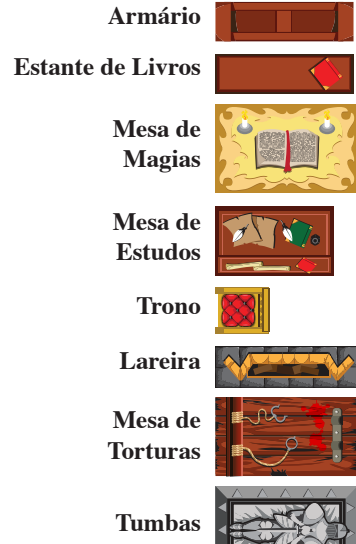 Armário
Estante de Livros
Mesa de
Magias
Mesa de
Estudos
Trono
Lareira
Mesa de
Torturas
Tumbas